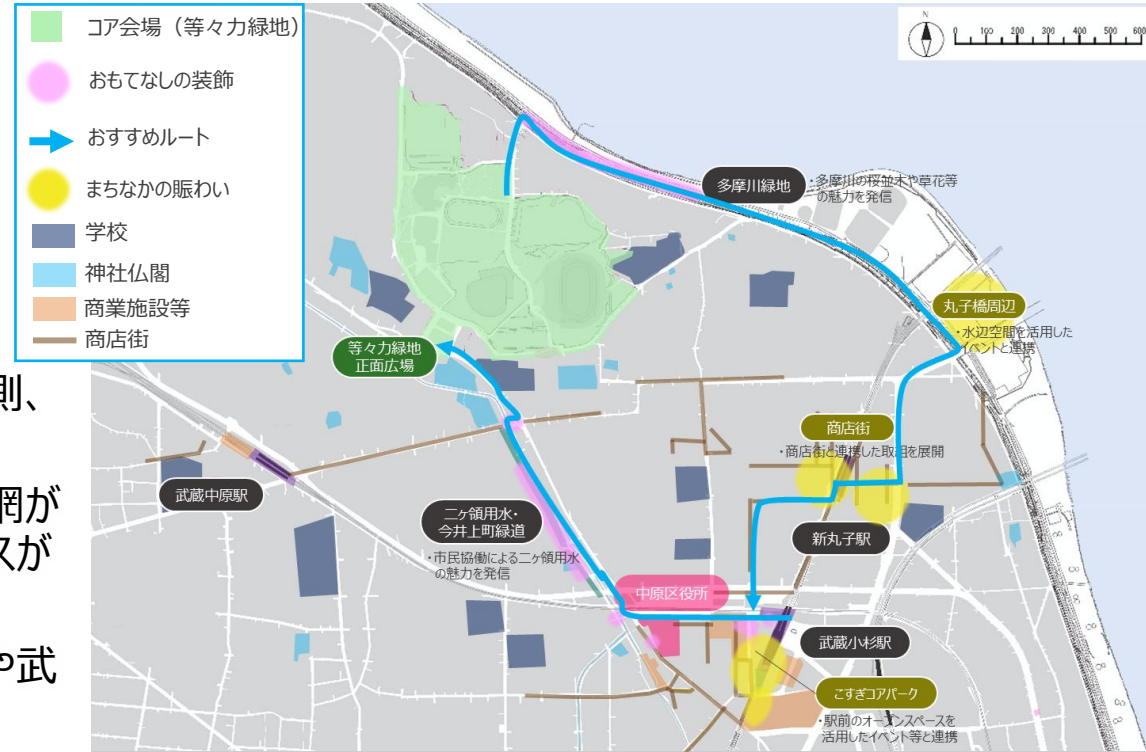 コア会場（等々力緑地）
おもてなしの装飾
おすすめルート
まちなかの賑わい
学校
神社仏閣
商業施設等
商店街
N
0 100 200 300 400 500 600
則、
網が
スが
や武
多摩川緑地
・多摩川の桜並木や草花等
の魅力を発信
丸子橋周辺
・水辺空間を活用した
イベントと連携
等々力緑地
正面広場
商店街
・商店街と連携した取組を展開
武蔵中原駅
二ヶ領用水・
今井上町緑道
・市民協働による二ヶ領用水
の魅力を発信
新丸子駅
中原区役所
武蔵小杉駅
こすぎコアパーク
・駅前のオープンスペースを
活用したイベント等と連携